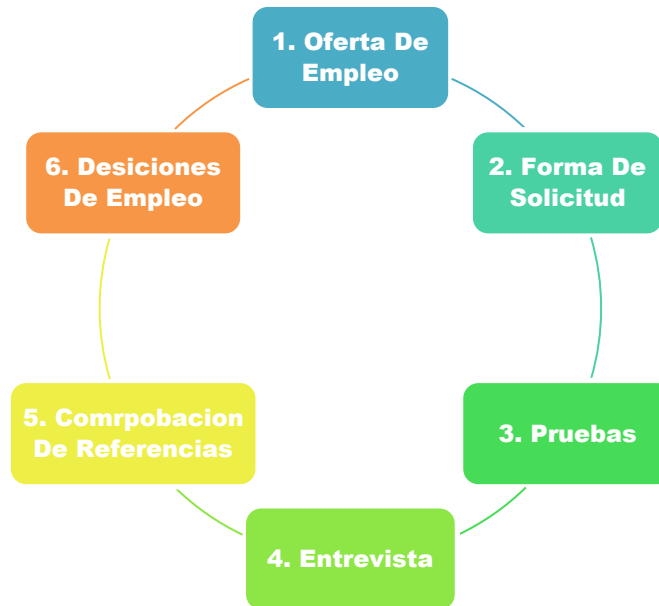 1. Oferta De
Empleo
2. Forma De
Solicitud
3. Pruebas
4. Entrevista
5. Comrpobacion
De Referencias
6. Desiciones
De Empleo